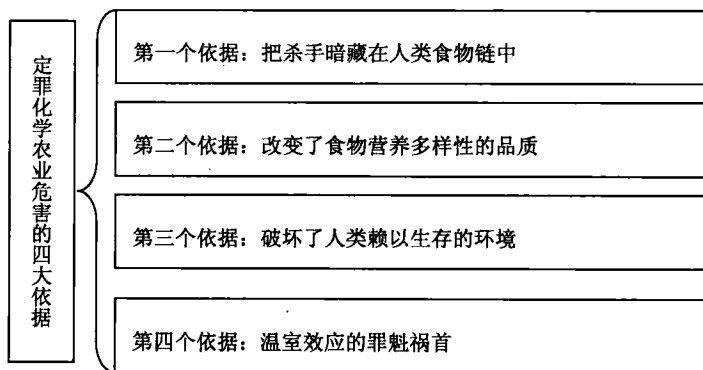 定罪化学农业危害的四大依据
第一个依据：把杀手暗藏在人类食物链中
第二个依据：改变了食物营养多样性的品质
第三个依据：破坏了人类赖以生存的环境
第四个依据：温室效应的罪魁祸首